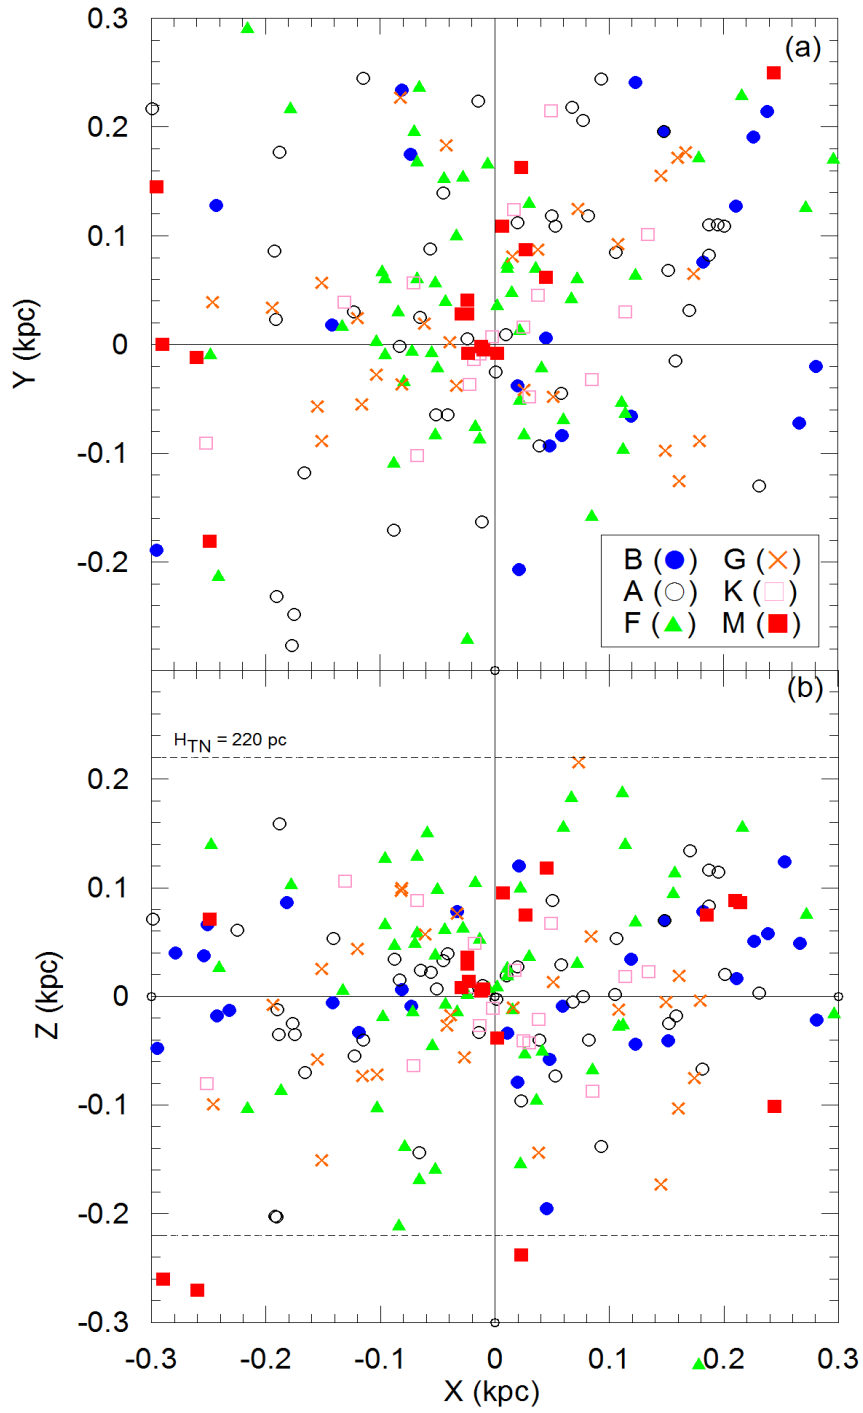 0.3
(a)
0.2
0.1
Y (kpc)
0
-0.1
B ( ) G ( )
A ( ) K ( )
F ( ) M ( )
-0.2
(b)
H_TN = 220 pc
0.2
0.1
Z (kpc)
0
-0.1
-0.2
-0.3
-0.3 -0.2 -0.1 0 0.1 0.2 0.3
X (kpc)